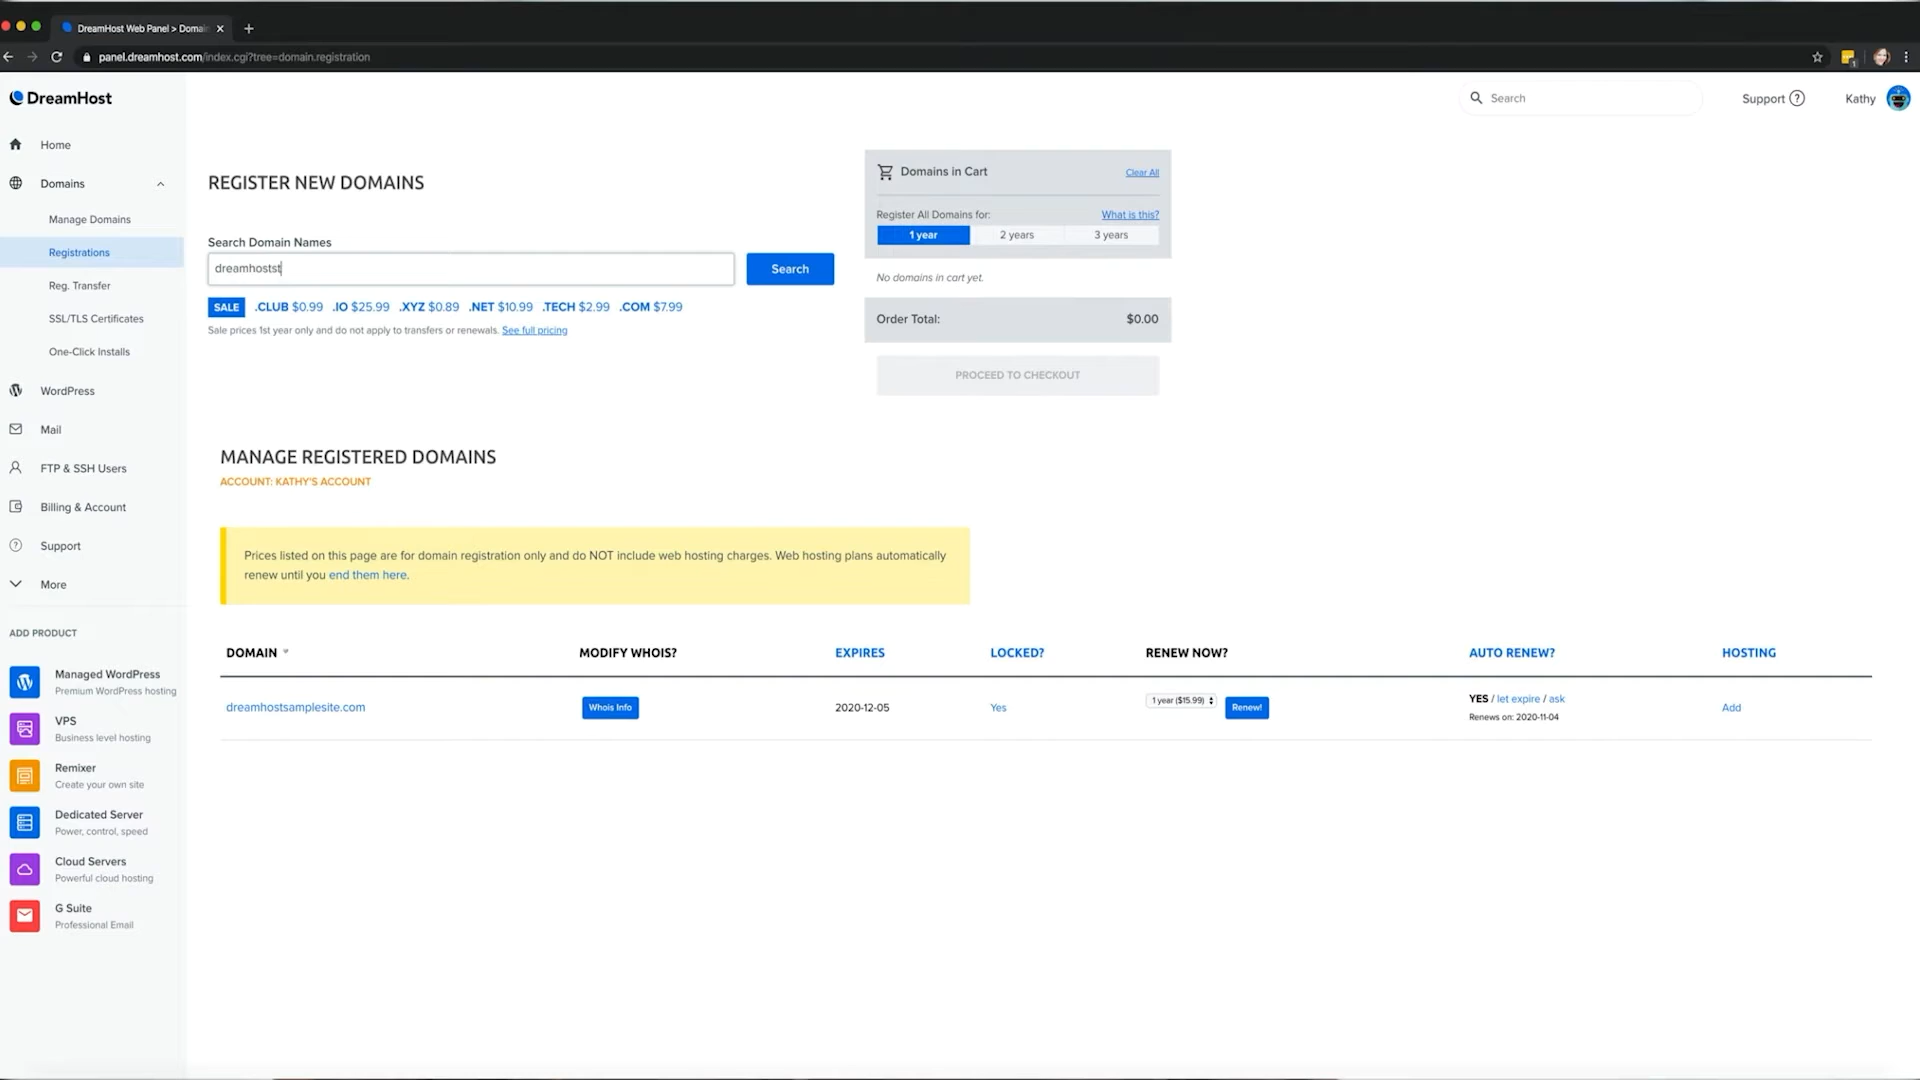 DreamHost Web Panel > Domain
panel.dreamhost.com/index.cgi?tree=domain.registration
1
DreamHost
Search
Support
Kathy
Home
Domains
Manage Domains
Registrations
Reg. Transfer
SSL/TLS Certificates
One-Click Installs
WordPress
Mail
FTP & SSH Users
Billing & Account
Support
More
ADD PRODUCT
Managed WordPress
Premium WordPress hosting
VPS
Business level hosting
Remixer
Create your own site
Dedicated Server
Power, control, speed
Cloud Servers
Powerful cloud hosting
G Suite
Professional Email
REGISTER NEW DOMAINS
Search Domain Names
dreamhostst
Search
SALE .CLUB $0.99 .IO $25.99 .XYZ $0.89 .NET $10.99 .TECH $2.99 .COM $7.99
Sale prices 1st year only and do not apply to transfers or renewals. See full pricing
Domains in Cart
Clear All
Register All Domains for:
What is this?
1 year 2 years 3 years
No domains in cart yet.
Order Total: $0.00
PROCEED TO CHECKOUT
MANAGE REGISTERED DOMAINS
ACCOUNT: KATHY'S ACCOUNT
Prices listed on this page are for domain registration only and do NOT include web hosting charges. Web hosting plans automatically
renew until you end them here.
DOMAIN MODIFY WHOIS? EXPIRES LOCKED? RENEW NOW? AUTO RENEW? HOSTING
dreamhostsamplesite.com Whois Info 2020-12-05 Yes 1 year ($15.99) Renew! YES / let expire / ask Add
Renews on: 2020-11-04